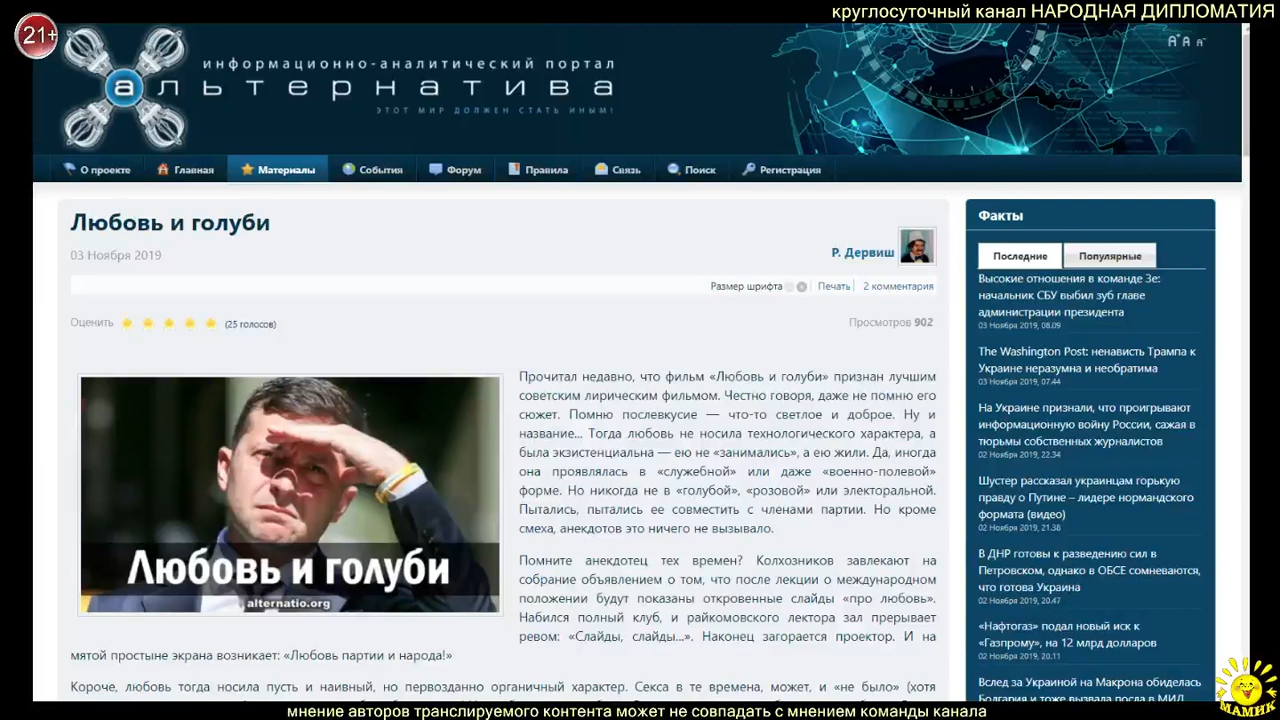 круглосуточный канал НАРОДНАЯ ДИПЛОМАТИЯ
21+
информационно-аналитический портал
альтернатива
этот мир должен стать иным!
A+ A A-
О проекте Главная Материалы События Форум Правила Связь Поиск Регистрация
Любовь и голуби
03 Ноября 2019
Р. Дервиш
Размер шрифта Печать 2 комментария
Оценить (25 голосов)
Просмотров 902
Любовь и голуби
alternatio.org
Прочитал недавно, что фильм «Любовь и голуби» признан лучшим
советским лирическим фильмом. Честно говоря, даже не помню его
сюжет. Помню послевкусие — что-то светлое и доброе. Ну и
название... Тогда любовь не носила технологического характера, а
была экзистенциальна — ею не «занимались», а ею жили. Да, иногда
она проявлялась в «служебной» или даже «военно-полевой»
форме. Но никогда не в «голубой», «розовой» или электоральной.
Пытались, пытались ее совместить с членами партии. Но кроме
смеха, анекдотов это ничего не вызывало.
Помните анекдотец тех времен? Колхозников завлекают на
собрание объявлением о том, что после лекции о международном
положении будут показаны откровенные слайды «про любовь».
Набился полный клуб, и райкомовского лектора зал прерывает
ревом: «Слайды, слайды...». Наконец загорается проектор. И на
мятой простыне экрана возникает: «Любовь партии и народа!»
Короче, любовь тогда носила пусть и наивный, но первозданно органичный характер. Секса в те времена, может, и «не было» (хотя
Факты
Последние Популярные
Высокие отношения в команде Зе:
начальник СБУ выбил зуб главе
администрации президента
03 Ноября 2019, 08.09
The Washington Post: ненависть Трампа к
Украине неразумна и необратима
03 Ноября 2019, 07.44
На Украине признали, что проигрывают
информационную войну России, сажая в
тюрьмы собственных журналистов
02 Ноября 2019, 22.34
Шустер рассказал украинцам горькую
правду о Путине – лидере нормандского
формата (видео)
02 Ноября 2019, 21.38
В ДНР готовы к разведению сил в
Петровском, однако в ОБСЕ сомневаются,
что готова Украина
02 Ноября 2019, 20.47
«Нафтогаз» подал новый иск к
«Газпрому», на 12 млрд долларов
02 Ноября 2019, 20.11
Вслед за Украиной на Макрона обиделась
Болгария и тоже вызвала посла в МИД
МАМИК
мнение авторов транслируемого контента может не совпадать с мнением команды канала